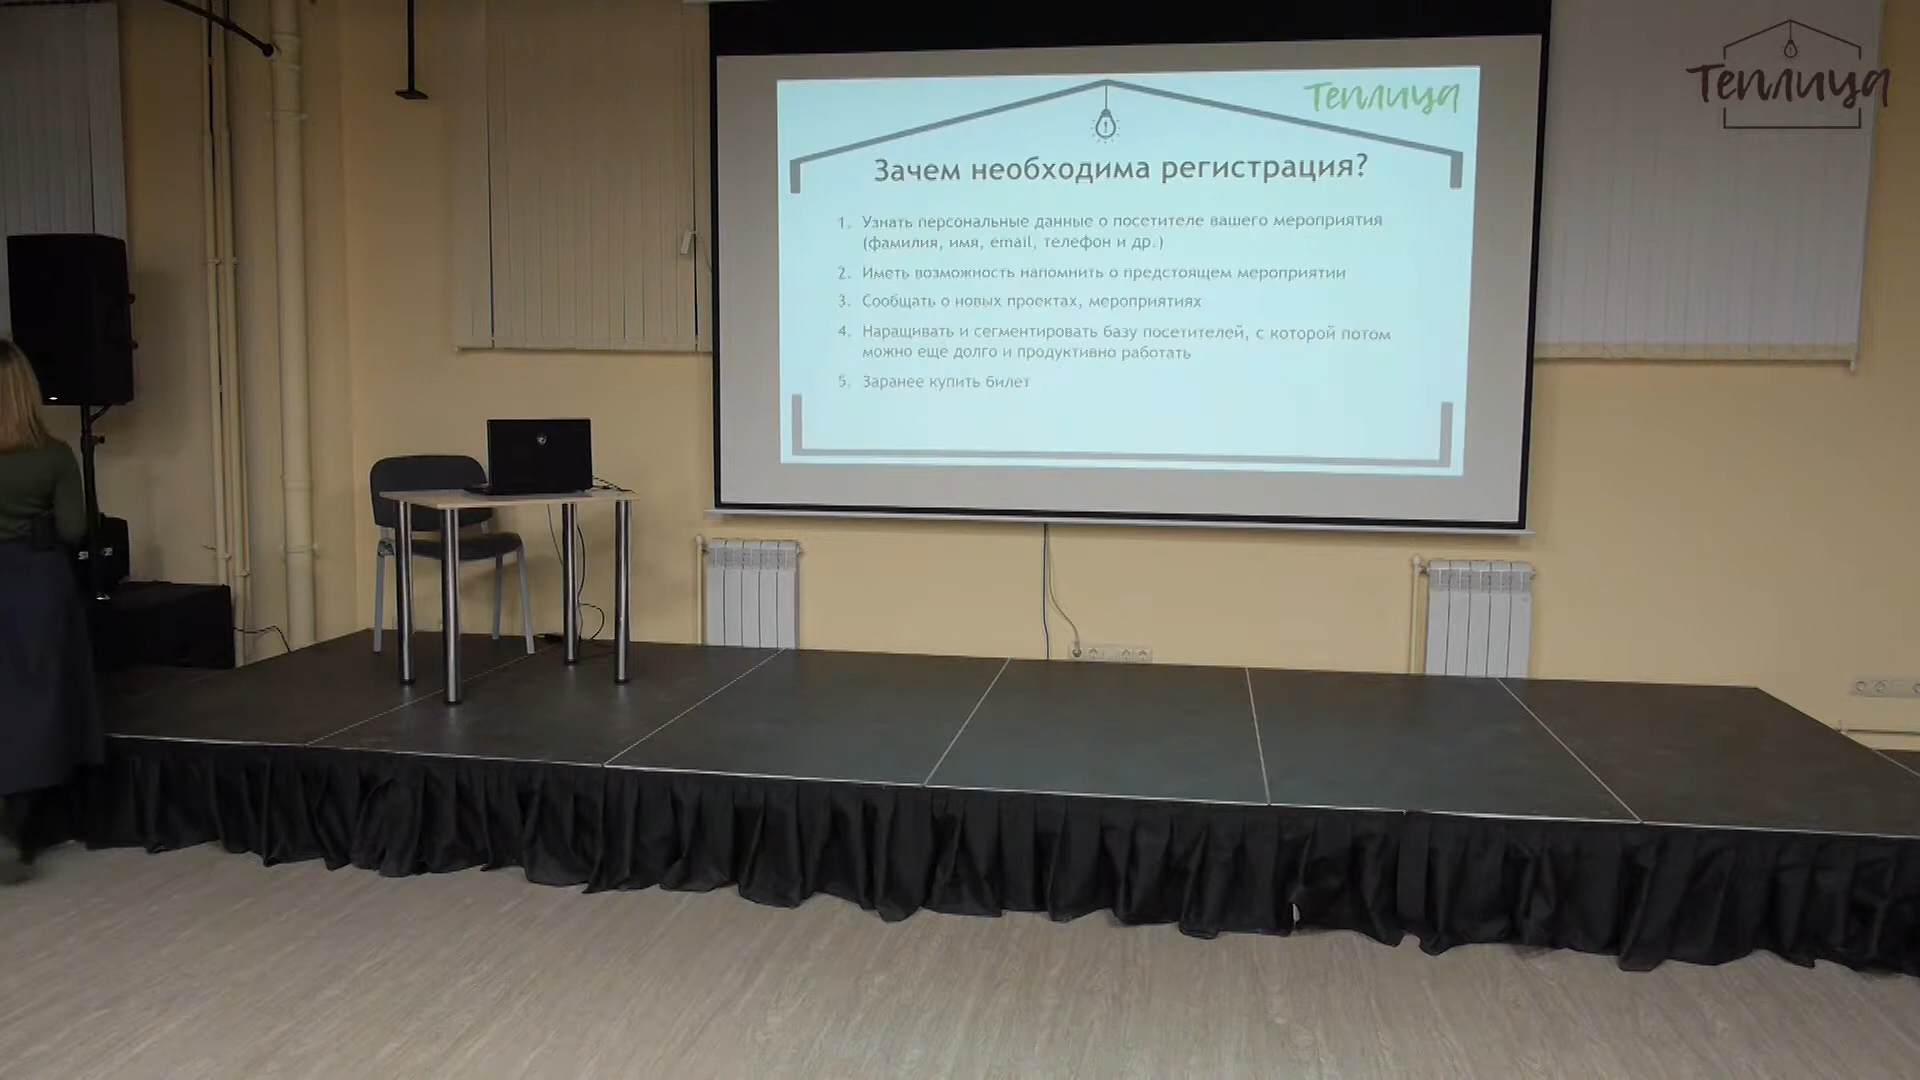 Теплица
Теплица
Зачем необходима регистрация?
1. Узнать персональные данные о посетителе вашего мероприятия
(фамилия, имя, email, телефон и др.)
2. Иметь возможность напомнить о предстоящем мероприятии
3. Сообщать о новых проектах, мероприятиях
4. Наращивать и сегментировать базу посетителей, с которой потом
можно еще долго и продуктивно работать
5. Заранее купить билет